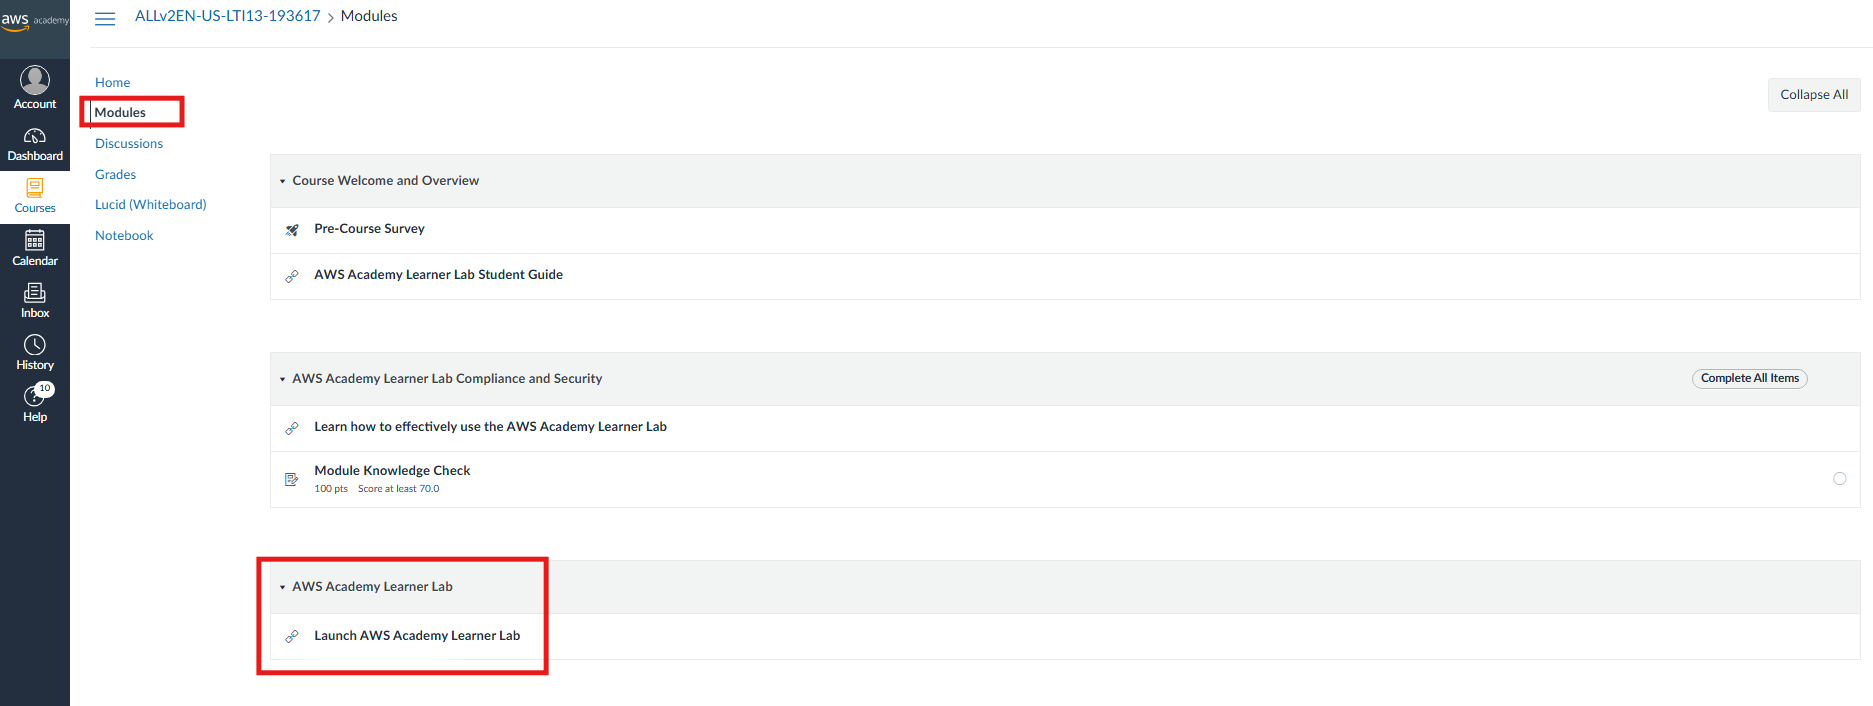 aws academy
ALLv2EN-US-LTI13-193617 > Modules
Account
Dashboard
Courses
Calendar
Inbox
History
10
Help
Home
Modules
Discussions
Grades
Lucid (Whiteboard)
Notebook
Collapse All
Course Welcome and Overview
Pre-Course Survey
AWS Academy Learner Lab Student Guide
AWS Academy Learner Lab Compliance and Security
Complete All Items
Learn how to effectively use the AWS Academy Learner Lab
Module Knowledge Check
100 pts Score at least 70.0
AWS Academy Learner Lab
Launch AWS Academy Learner Lab